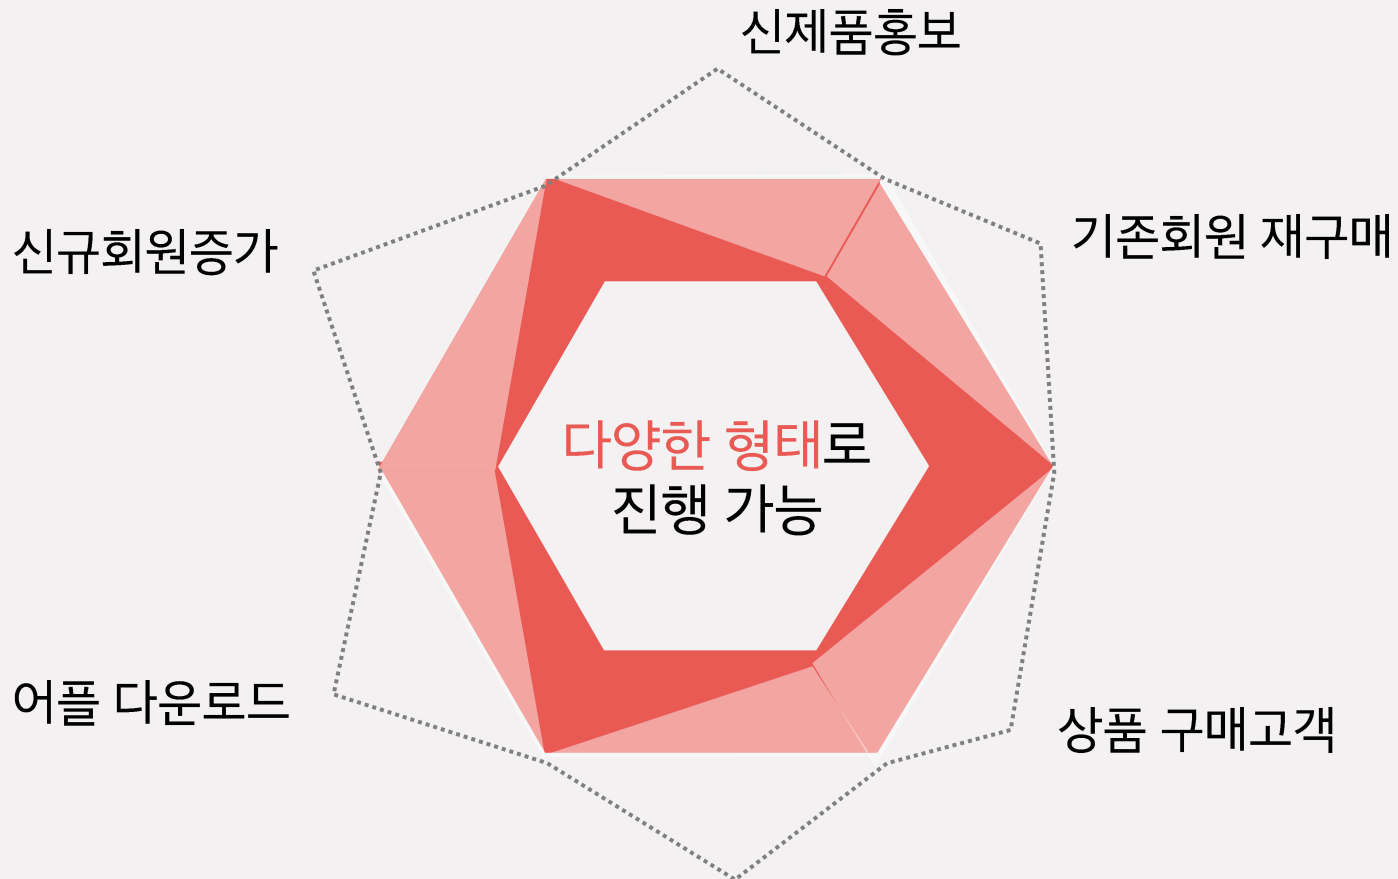 신제품홍보
기존회원 재구매
신규회원증가
다양한 형태로
진행 가능
어플 다운로드
상품 구매고객